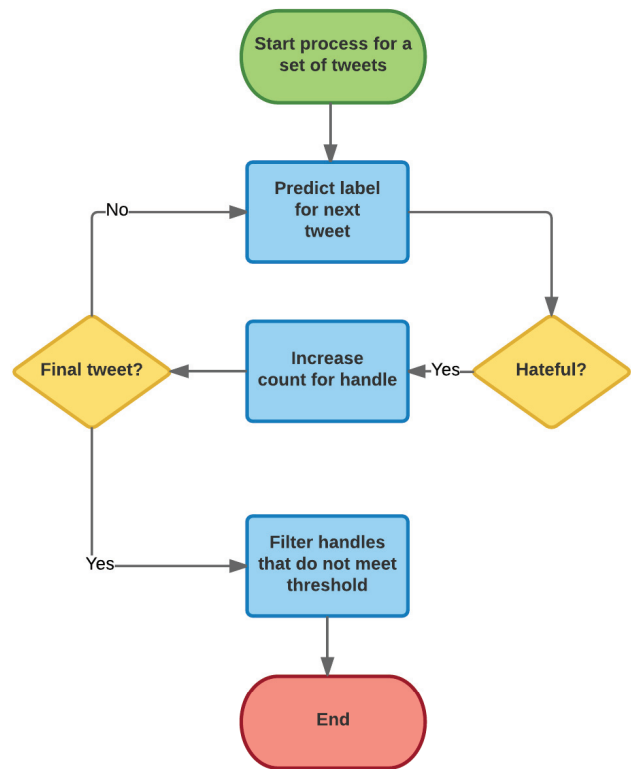 Start process for a
set of tweets
No
Predict label
for next
tweet
Final tweet?
Increase
count for handle
Yes
Hateful?
Yes
Filter handles
that do not meet
threshold
End